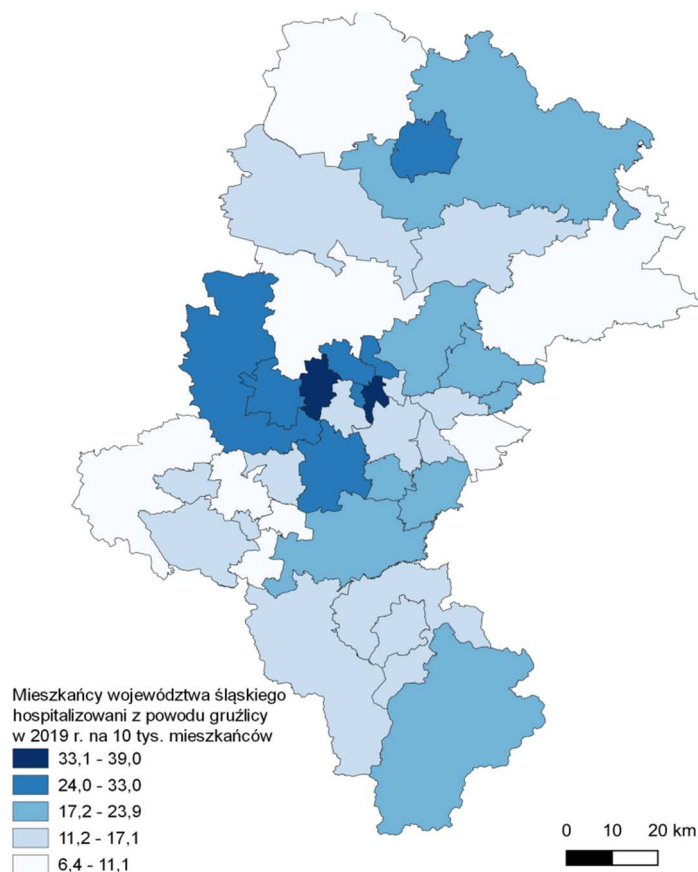 Mieszkańcy województwa śląskiego
hospitalizowani z powodu gruźlicy
w 2019 r. na 10 tys. mieszkańców
33,1 - 39,0
24,0 - 33,0
17,2 - 23,9
11,2 - 17,1
6,4 - 11,1
0 10 20 km